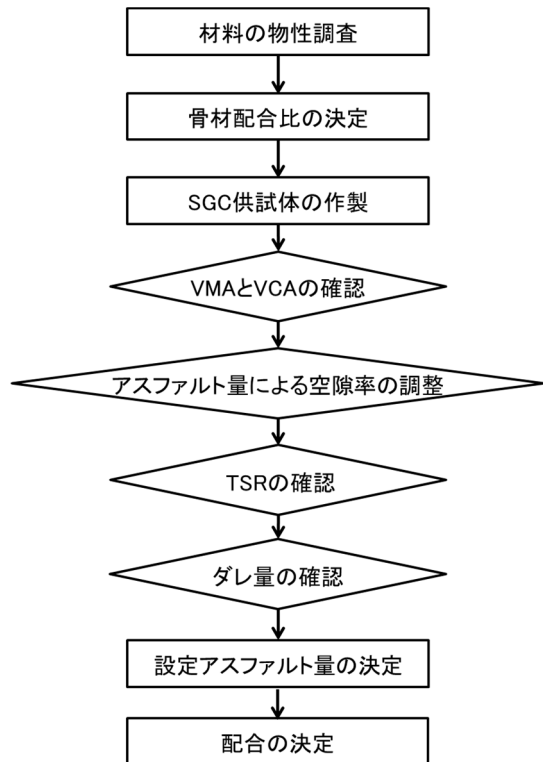 材料の物性調査
骨材配合比の決定
SGC供試体の作製
VMAとVCAの確認
アスファルト量による空隙率の調整
TSRの確認
ダレ量の確認
設定アスファルト量の決定
配合の決定